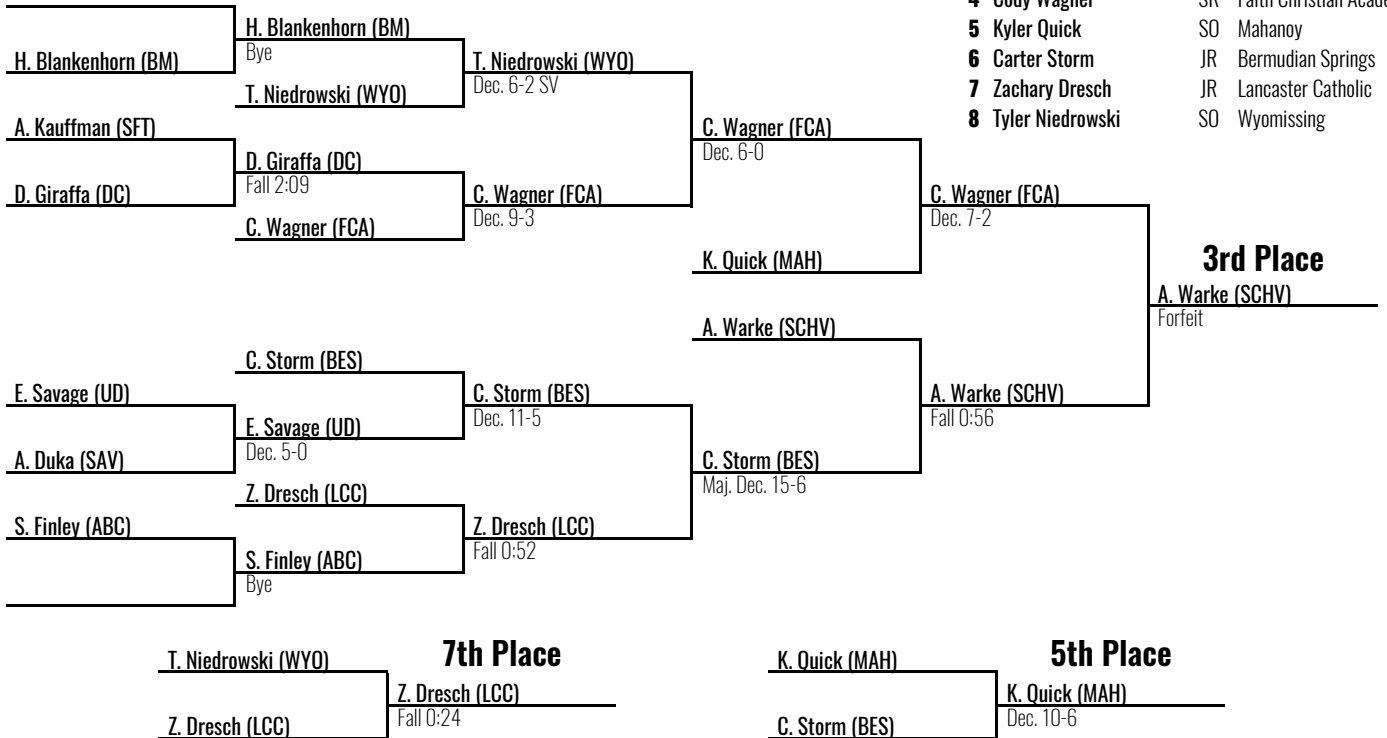 4 Cody Wagner SR Faith Christian Acade
5 Kyler Quick SO Mahanoy
6 Carter Storm JR Bermudian Springs
7 Zachary Dresch JR Lancaster Catholic
8 Tyler Niedrowski SO Wyomissing
H. Blankenhorn (BM)
A. Kauffman (SFT)
D. Giraffa (DC)
E. Savage (UD)
A. Duka (SAV)
S. Finley (ABC)
H. Blankenhorn (BM)
Bye
T. Niedrowski (WYO)
D. Giraffa (DC)
Fall 2:09
C. Wagner (FCA)
C. Storm (BES)
E. Savage (UD)
Dec. 5-0
Z. Dresch (LCC)
S. Finley (ABC)
Bye
T. Niedrowski (WYO)
Dec. 6-2 SV
C. Wagner (FCA)
Dec. 9-3
C. Storm (BES)
Dec. 11-5
Z. Dresch (LCC)
Fall 0:52
C. Wagner (FCA)
Dec. 6-0
K. Quick (MAH)
A. Warke (SCHV)
C. Storm (BES)
Maj. Dec. 15-6
C. Wagner (FCA)
Dec. 7-2
A. Warke (SCHV)
Fall 0:56
3rd Place
A. Warke (SCHV)
Forfeit
7th Place
T. Niedrowski (WYO)
Z. Dresch (LCC)
Z. Dresch (LCC)
Fall 0:24
5th Place
K. Quick (MAH)
C. Storm (BES)
K. Quick (MAH)
Dec. 10-6